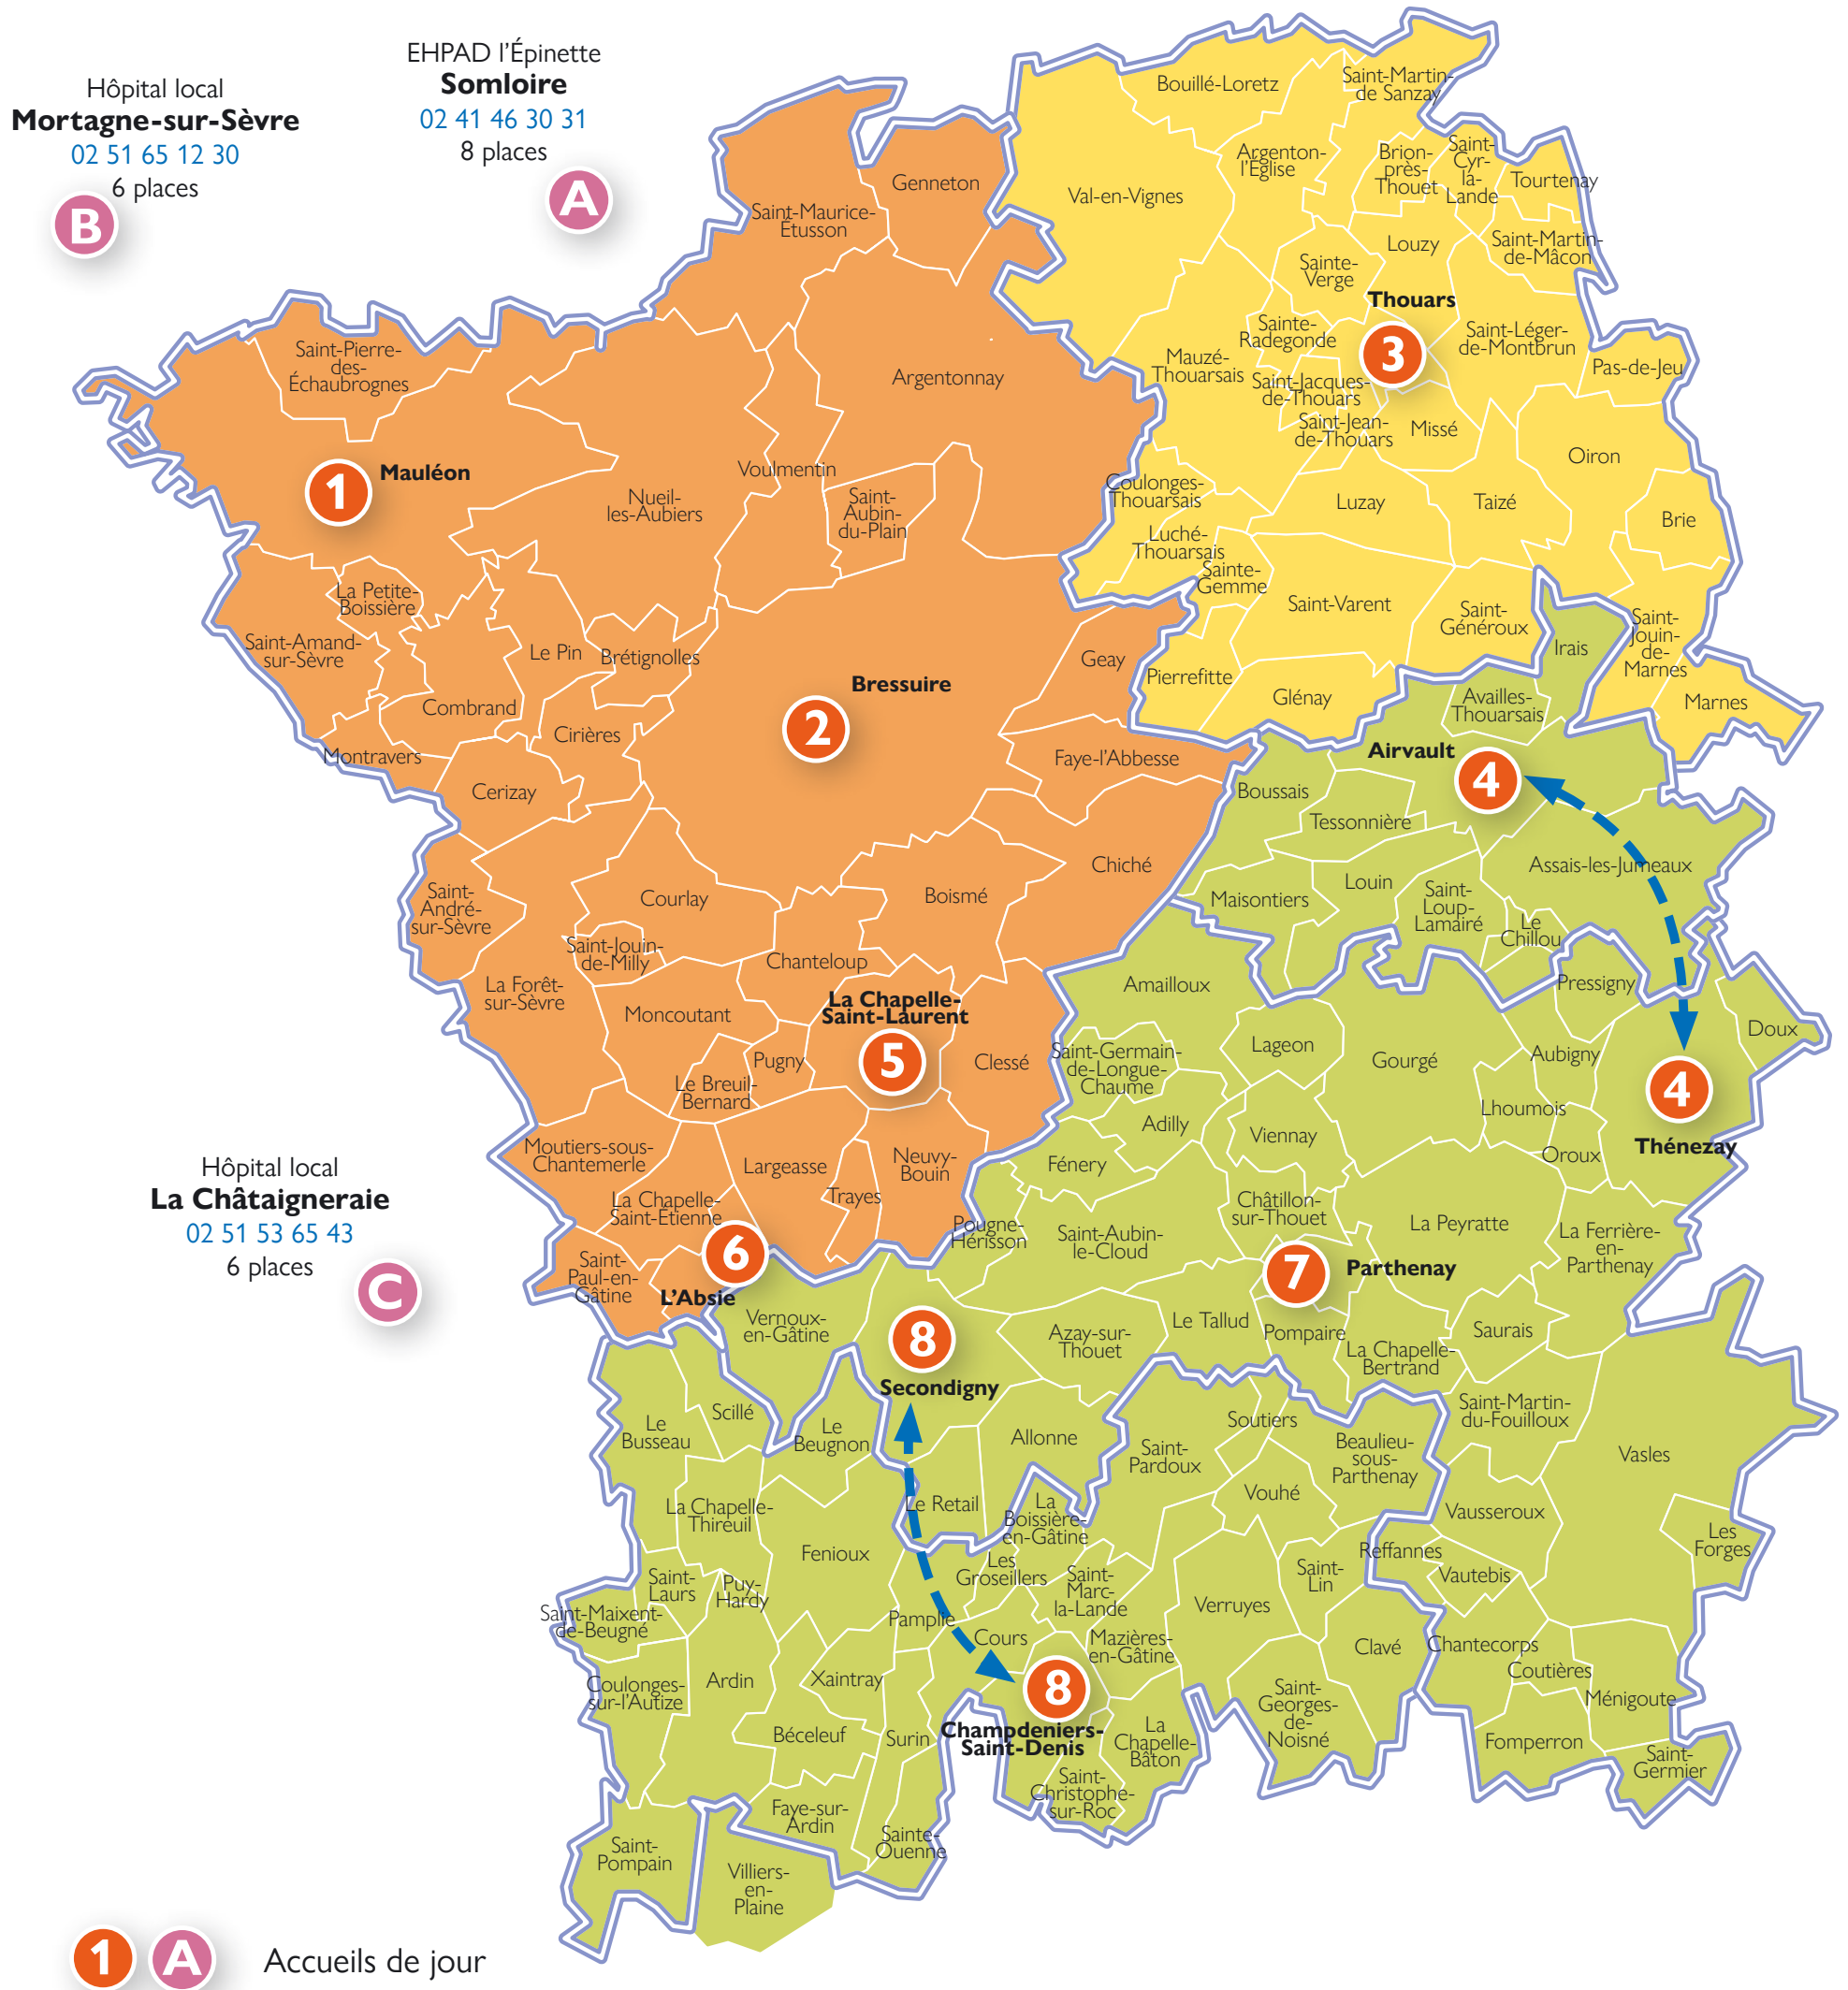 EHPAD l'Épinette
Somloire
02 41 46 30 31
8 places
A
Hôpital local
Mortagne-sur-Sèvre
02 51 65 12 30
6 places
B
Bouillé-Loretz
Saint-Martin-
de Sanzay
Argenton-
l'Église
Brion-
près-
Thouet
Saint-
Cyr-
la-
Lande
Tourtenay
Val-en-Vignes
Genneton
Saint-Maurice-
Étusson
Louzy
Saint-Martin-
de-Mâcon
Sainte-
Verge
Thouars
3
Sainte-
Radegonde
Saint-Léger-
de-Montbrun
Mauzé-
Thouarsais
Pas-de-Jeu
Saint-Jacques-
de-Thouars
Saint-Jean-
de-Thouars
Missé
Oiron
Saint-Pierre-
des-
Échaubrognes
Argentonnay
1
Mauléon
Voulmentin
Nueil-
les-Aubiers
Saint-
Aubin-
du-Plain
Coulonges-
Thouarsais
Luzay
Taizé
Brie
Luché-
Thouarsais
Sainte-
Gemme
Saint-Varent
Saint-
Généroux
Irais
Saint-
Jouin-
de-
Marnes
Marnes
La Petite-
Boissière
Saint-Amand-
sur-Sèvre
Le Pin
Brétignolles
Geay
Pierrefitte
Glénay
Availles-
Thouarsais
Bressuire
2
Combrand
Cirières
Montravers
Cerizay
Faye-l'Abbesse
Airvault
4
Boussais
Tessonnière
Assais-les-Jumeaux
Chiché
Louin
Maisontiers
Saint-
Loup-
Lamairé
Le
Chillou
Saint-
André-
sur-Sèvre
Courlay
Boismé
Saint-Jouin-
de-Milly
Chanteloup
La Forêt-
sur-Sèvre
Moncoutant
La Chapelle-
Saint-Laurent
5
Amailloux
Pressigny
Doux
Pugny
Clessé
Saint-Germain-
de-Longue-
Chaume
Lageon
Gourgé
Aubigny
Le Breuil-
Bernard
4
Thénezay
Lhoumois
Adilly
Viennay
Oroux
Moutiers-sous-
Chantemerle
Largeasse
Neuvy-
Bouin
Fénery
Trayes
Hôpital local
La Châtaigneraie
02 51 53 65 43
6 places
C
La Chapelle-
Saint-Étienne
6
L'Absie
Saint-
Paul-en-
Gâtine
Pougne-
Hérisson
Saint-Aubin-
le-Cloud
Châtillon-
sur-Thouet
La Peyratte
La Ferrière-
en-
Parthenay
7
Parthenay
Vernoux-
en-Gâtine
8
Secondigny
Azay-sur-
Thouet
Le Tallud
Pompaire
La Chapelle-
Bertrand
Saurais
Le
Busseau
Scillé
Le
Beugnon
Allonne
Saint-
Pardoux
Soutiers
Beaulieu-
sous-
Parthenay
Saint-Martin-
du-Fouilloux
Vasles
La Chapelle-
Thireuil
Le Retail
La
Boissière-
en-Gâtine
Vouhé
Vausseroux
Les
Forges
Fenioux
Les
Groseillers
Saint-
Marc-
la-Lande
Saint-
Lin
Reffannes
Vautebis
Saint-
Laurs
Puy-
Hardy
Saint-Maixent-
de-Beugné
Pamplie
Verruyes
Cours
Mazières-
en-Gâtine
Clavé
Chantecorps
Coutières
Ménigoute
Coulonges-
sur-l'Autize
Ardin
Xaintray
8
Champdeniers-
Saint-Denis
Saint-
Georges-
de-
Noisné
Béceleuf
Surin
La
Chapelle-
Bâton
Fomperron
Saint-
Germier
Saint-
Christophe-
sur-Roc
Faye-sur-
Ardin
Sainte-
Ouenne
Saint-
Pompain
Villiers-
en-
Plaine
1 A Accueils de jour